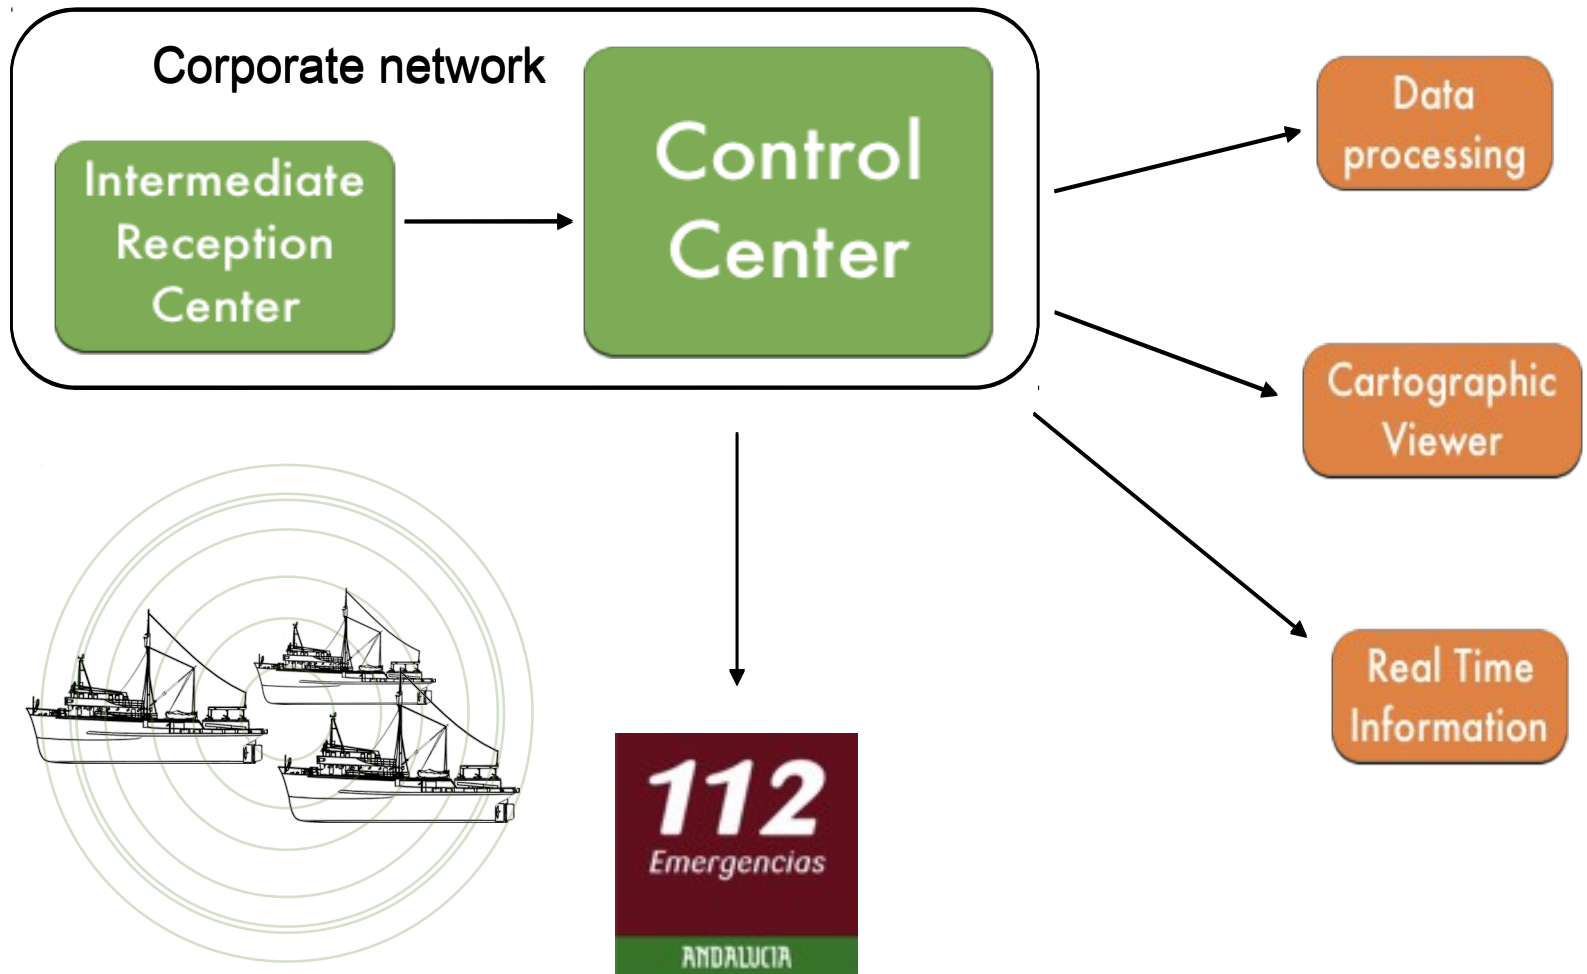 Corporate network
Intermediate
Reception
Center
Control
Center
Data
processing
Cartographic
Viewer
Real Time
Information
112
Emergencias
ANDALUCIA